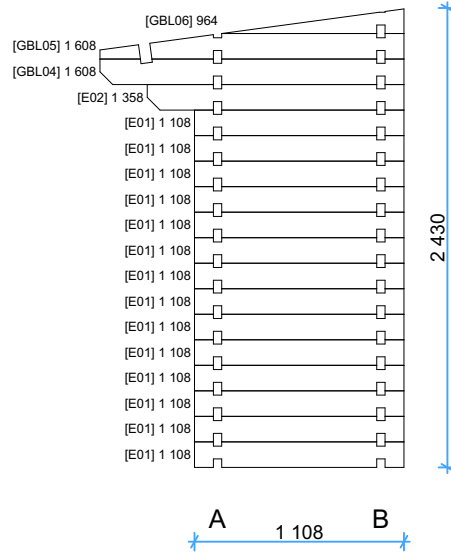 [GBL06] 964
[GBL05] 1 608
[GBL04] 1 608
[E02] 1 358
[E01] 1 108
[E01] 1 108
[E01] 1 108
[E01] 1 108
[E01] 1 108
[E01] 1 108
[E01] 1 108
[E01] 1 108
[E01] 1 108
[E01] 1 108
[E01] 1 108
[E01] 1 108
[E01] 1 108
[E01] 1 108
2 430
A B
1 108